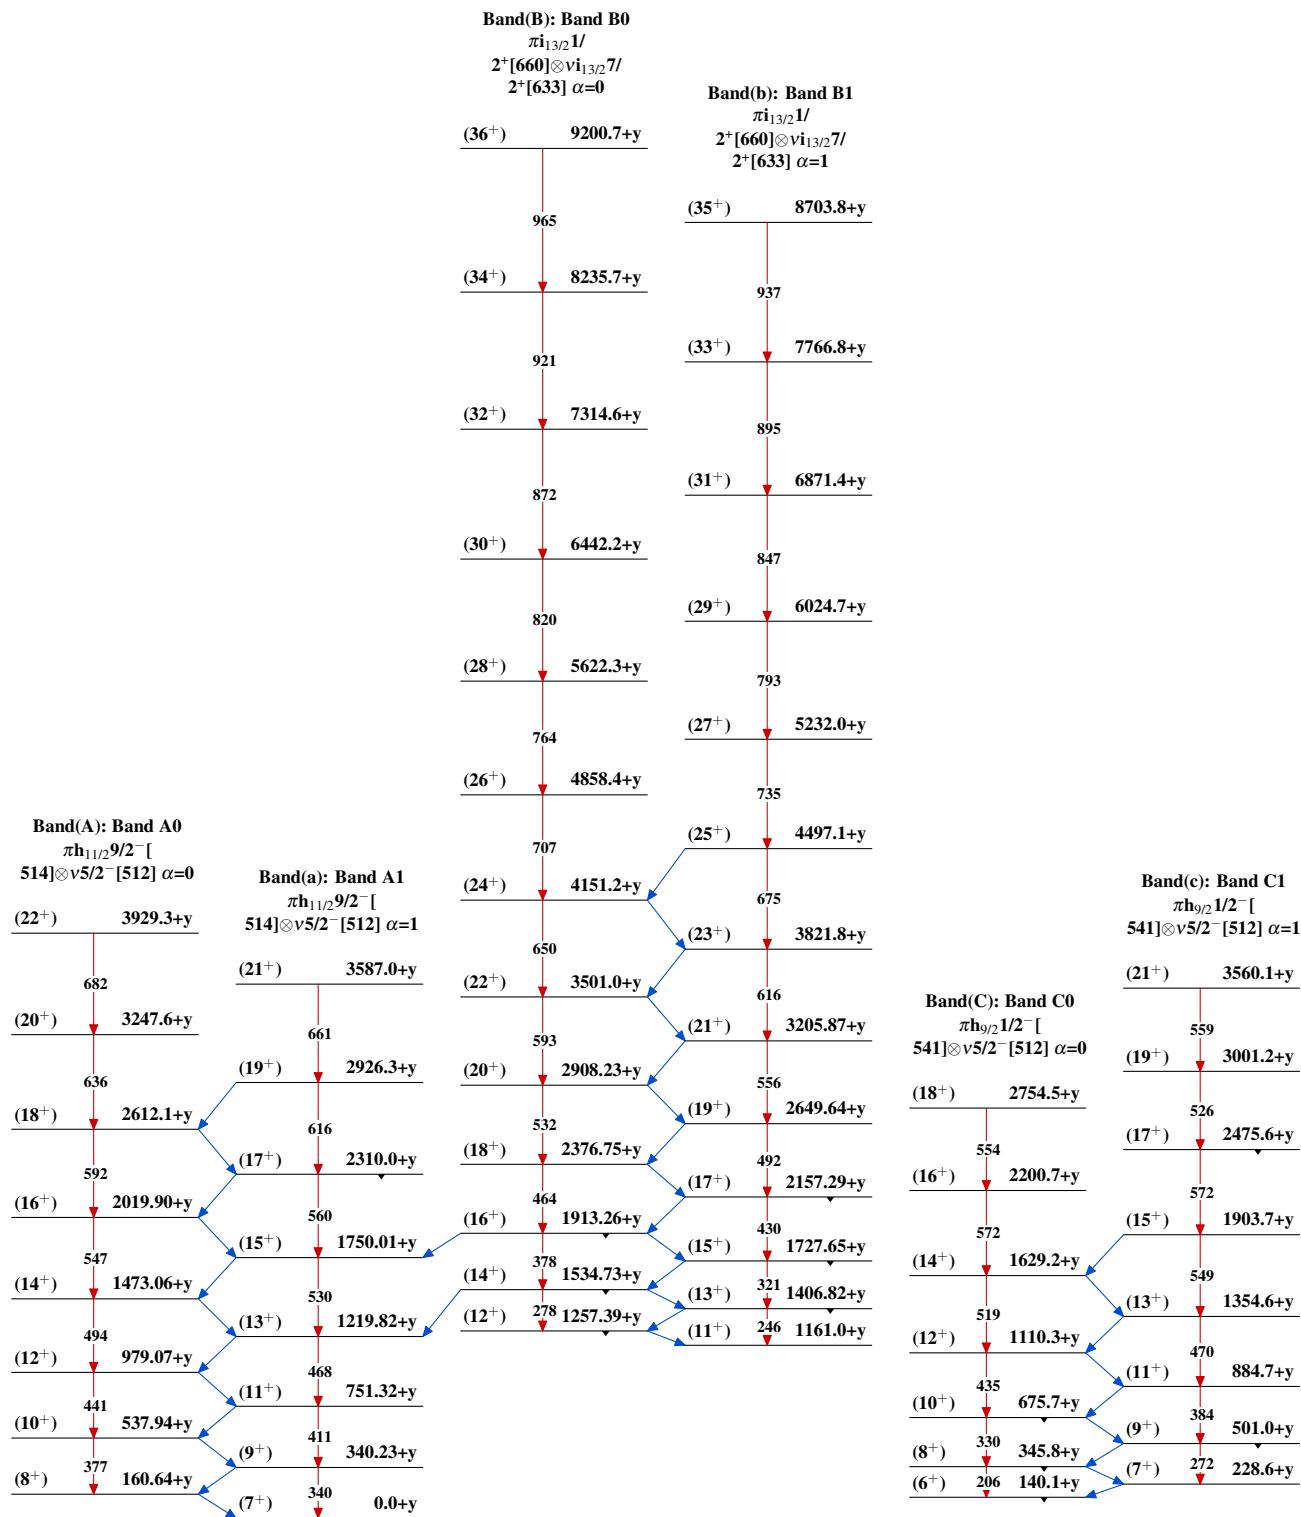 Band(B): Band B0
πi13/21/
2+[660]⊗νi13/27/
2+[633] α=0
(36+) 9200.7+y
965
(34+) 8235.7+y
921
(32+) 7314.6+y
872
(30+) 6442.2+y
820
(28+) 5622.3+y
764
(26+) 4858.4+y
707
(24+) 4151.2+y
650
(22+) 3501.0+y
593
(20+) 2908.23+y
532
(18+) 2376.75+y
464
(16+) 1913.26+y
378
(14+) 1534.73+y
278
(12+) 1257.39+y
Band(b): Band B1
πi13/21/
2+[660]⊗νi13/27/
2+[633] α=1
(35+) 8703.8+y
937
(33+) 7766.8+y
895
(31+) 6871.4+y
847
(29+) 6024.7+y
793
(27+) 5232.0+y
735
(25+) 4497.1+y
675
(23+) 3821.8+y
616
(21+) 3205.87+y
556
(19+) 2649.64+y
492
(17+) 2157.29+y
430
(15+) 1727.65+y
321
(13+) 1406.82+y
246
(11+) 1161.0+y
Band(A): Band A0
πh11/29/2−[
514]⊗ν5/2−[512] α=0
(22+) 3929.3+y
682
(20+) 3247.6+y
636
(18+) 2612.1+y
592
(16+) 2019.90+y
547
(14+) 1473.06+y
494
(12+) 979.07+y
441
(10+) 537.94+y
377
(8+) 160.64+y
Band(a): Band A1
πh11/29/2−[
514]⊗ν5/2−[512] α=1
(21+) 3587.0+y
661
(19+) 2926.3+y
616
(17+) 2310.0+y
560
(15+) 1750.01+y
530
(13+) 1219.82+y
468
(11+) 751.32+y
411
(9+) 340.23+y
340
(7+) 0.0+y
Band(C): Band C0
πh9/21/2−[
541]⊗ν5/2−[512] α=0
(18+) 2754.5+y
554
(16+) 2200.7+y
572
(14+) 1629.2+y
519
(12+) 1110.3+y
435
(10+) 675.7+y
330
(8+) 345.8+y
206
(6+) 140.1+y
Band(c): Band C1
πh9/21/2−[
541]⊗ν5/2−[512] α=1
(21+) 3560.1+y
559
(19+) 3001.2+y
526
(17+) 2475.6+y
572
(15+) 1903.7+y
549
(13+) 1354.6+y
470
(11+) 884.7+y
384
(9+) 501.0+y
272
(7+) 228.6+y